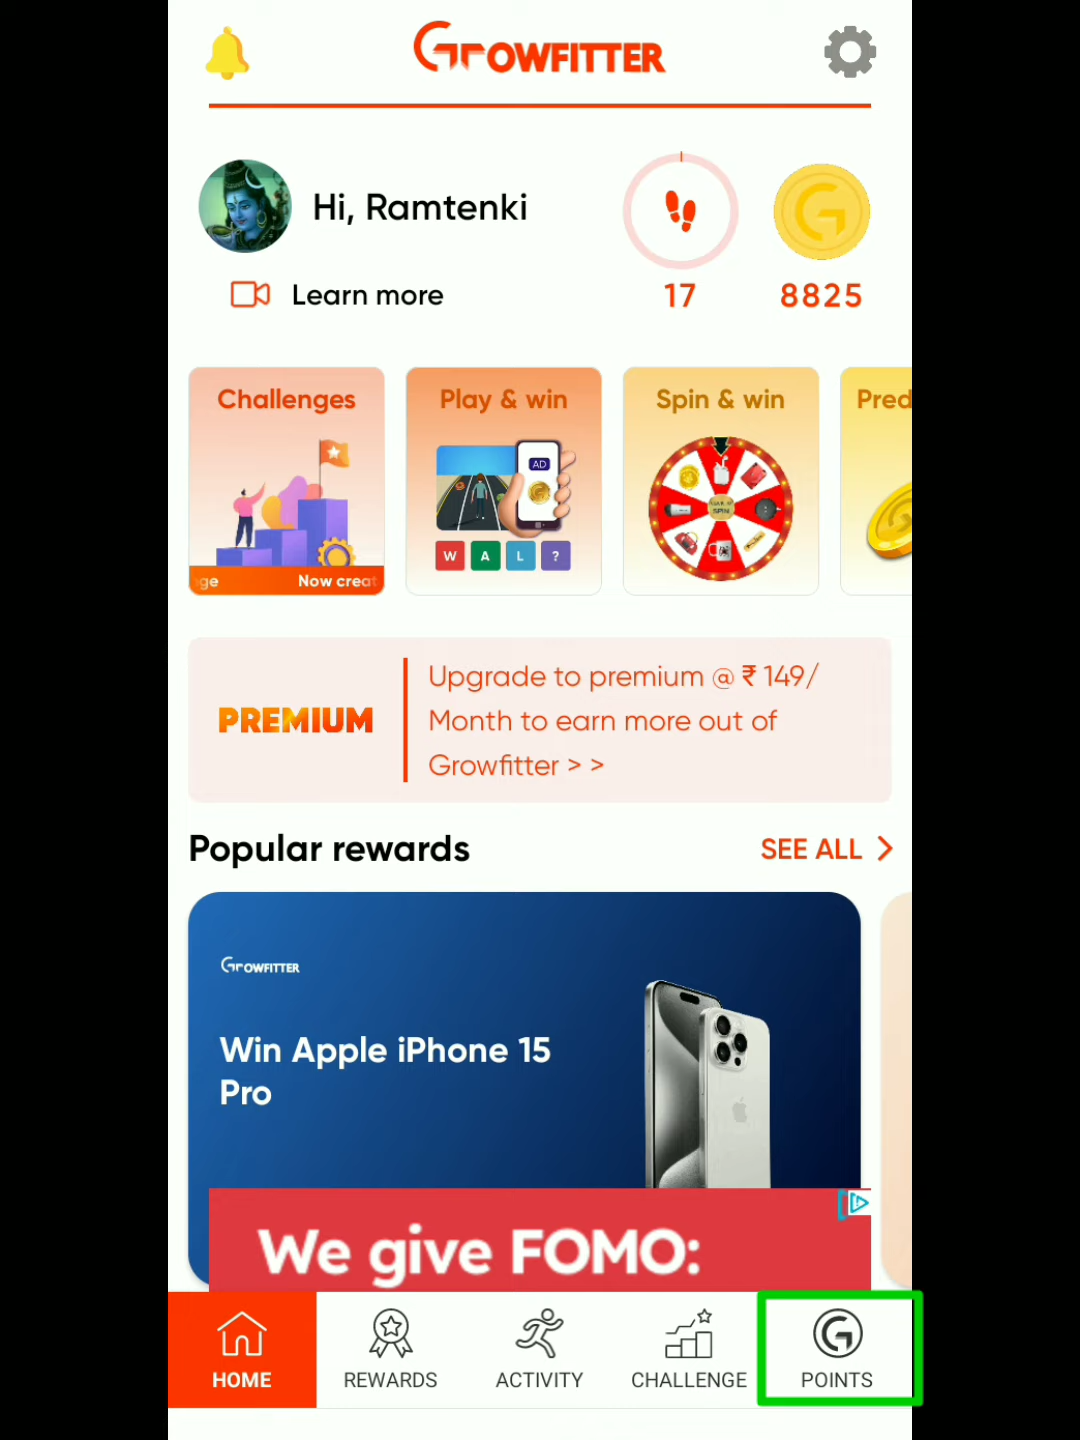 GROWFITTER
Hi, Ramtenki
Learn more
17
8825
Challenges
Play & win
Spin & win
Pred
AD
W A L ?
SPIN
ge Now creat
PREMIUM
Upgrade to premium @ ₹ 149/
Month to earn more out of
Growfitter > >
Popular rewards
SEE ALL >
GROWFITTER
Win Apple iPhone 15
Pro
We give FOMO:
HOME
REWARDS
ACTIVITY
CHALLENGE
POINTS